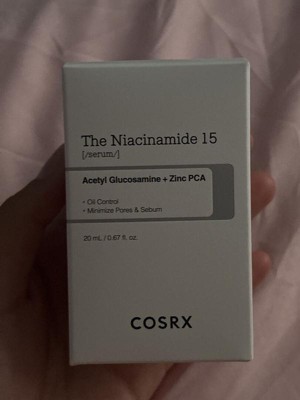 The Niacinamide 15
[/serum/]
Acetyl Glucosamine + Zinc PCA
• Oil Control
• Minimize Pores & Sebum
20 mL / 0.67 fl. oz.
COSRX